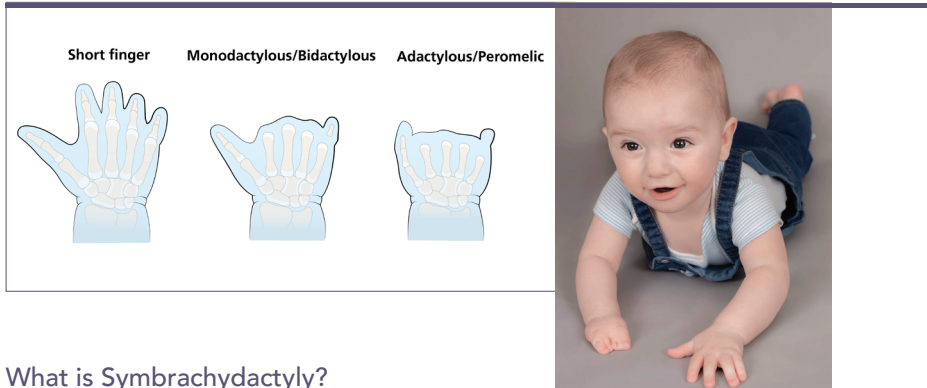 Short finger Monodactylous/Bidactylous Adactylous/Peromelic
What is Symbrachydactyly?